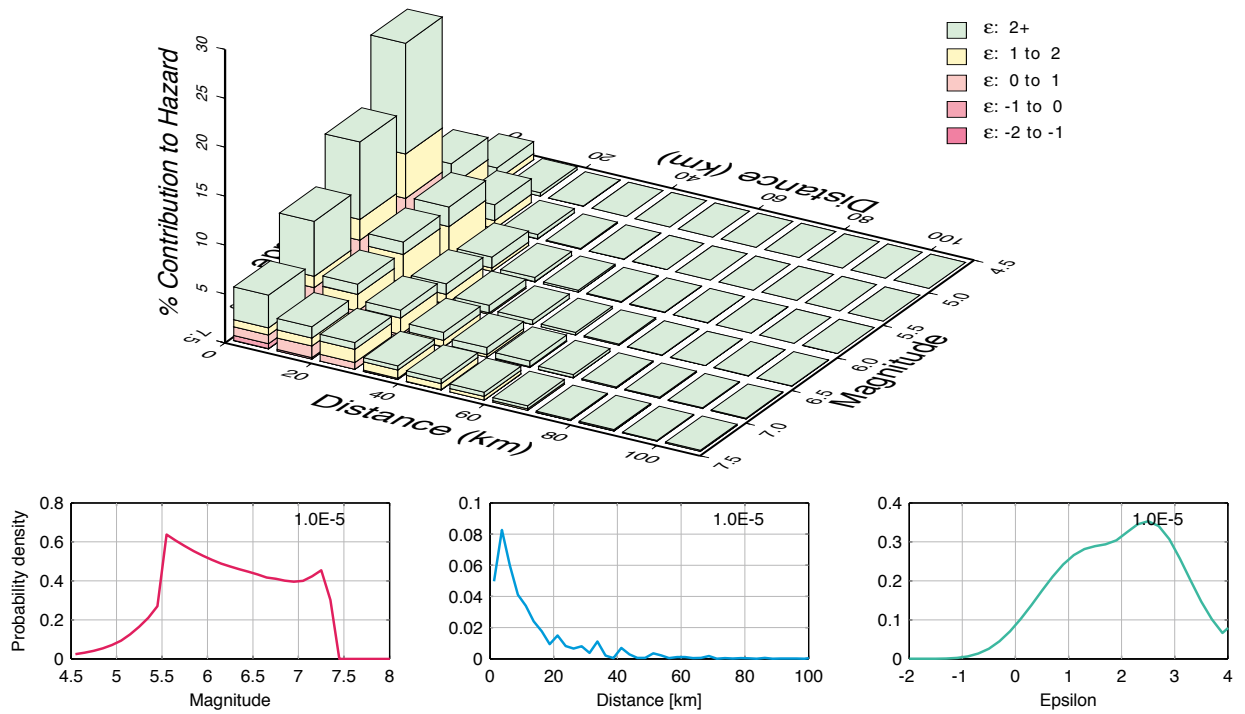 % Contribution to Hazard
30
25
20
15
10
5
0
ε: 2+
ε: 1 to 2
ε: 0 to 1
ε: -1 to 0
ε: -2 to -1
20
40
60
80
100
Distance (km)
4.5
5.0
5.5
6.0
6.5
7.0
7.5
Magnitude
7.5
0
20
40
60
80
100
Distance (km)
Probability density
0.8
0.6
0.4
0.2
0
1.0E-5
4.5 5 5.5 6 6.5 7 7.5 8
Magnitude
0.1
0.08
0.06
0.04
0.02
0
1.0E-5
0 20 40 60 80 100
Distance [km]
0.4
0.3
0.2
0.1
0
1.0E-5
-2 -1 0 1 2 3 4
Epsilon